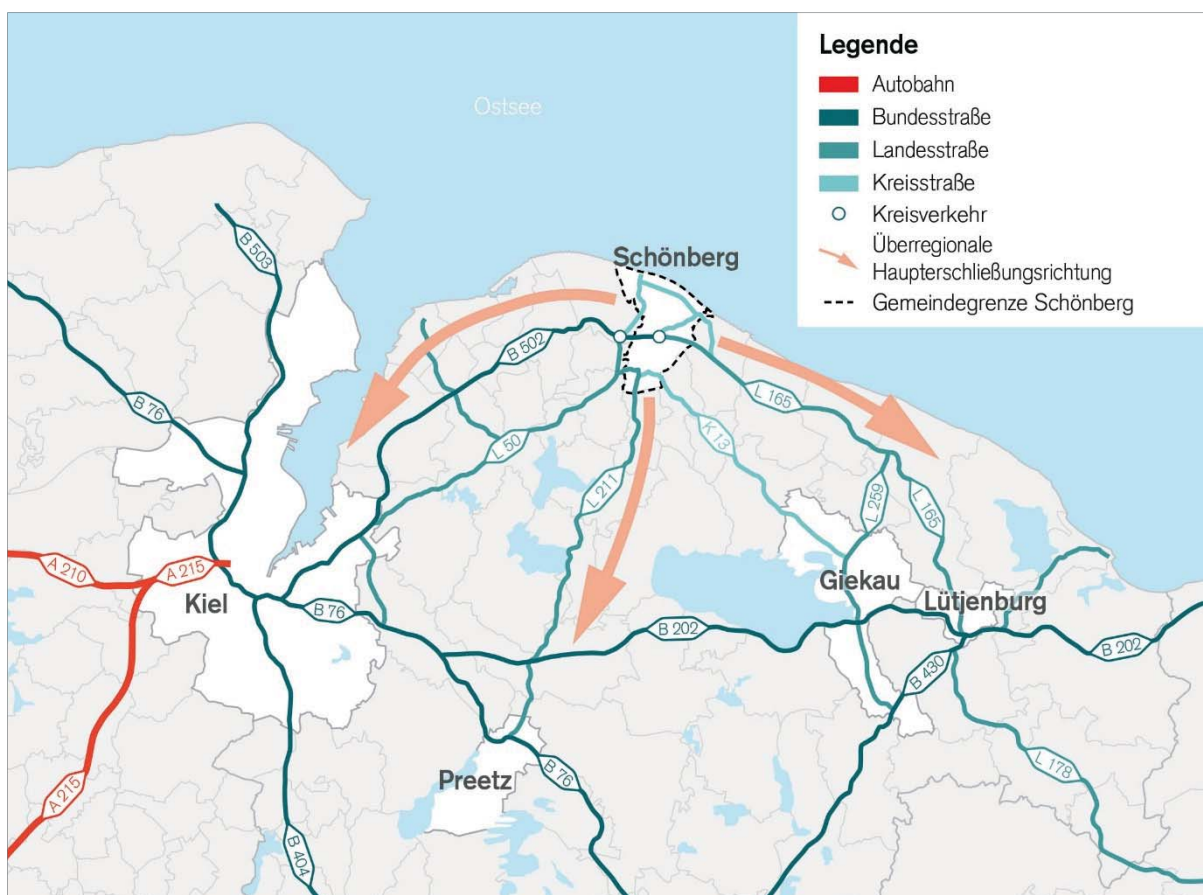 Legende
Autobahn
Bundesstraße
Landesstraße
Kreisstraße
Kreisverkehr
Überregionale
Haupterschließungsrichtung
Gemeindegrenze Schönberg
Ostsee
B 503
Schönberg
B 502
B 76
L 165
L 50
K 13
L 211
L 259
L 165
A 210
A 215
Kiel
Giekau
Lütjenburg
B 76
B 202
B 202
B 430
A 215
Preetz
B 76
L 178
B 404